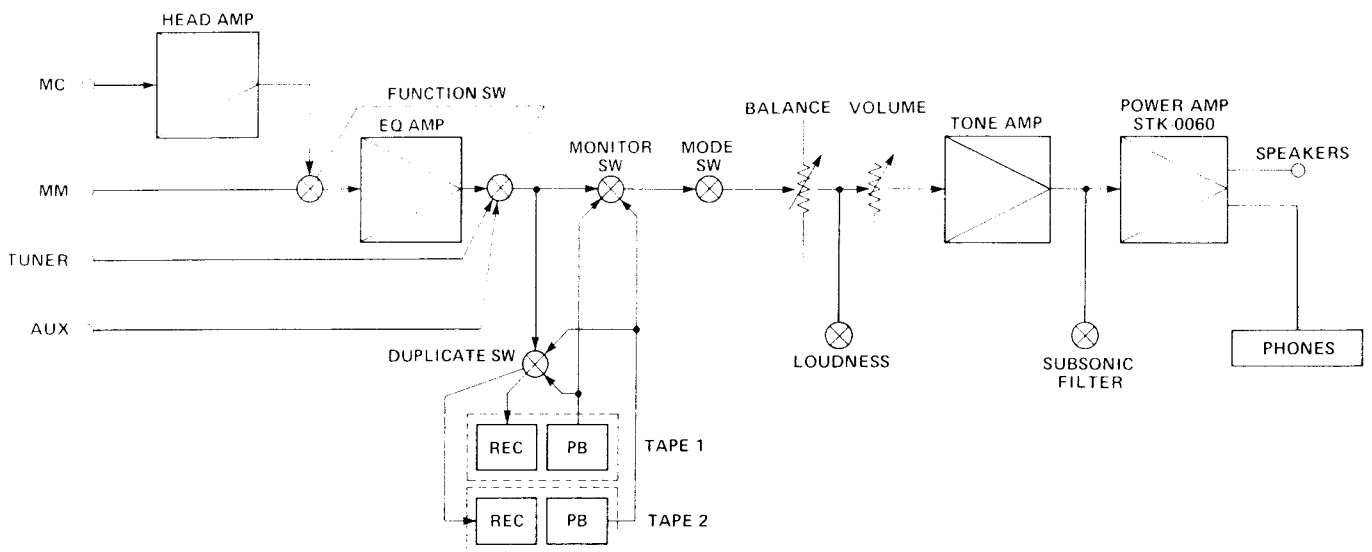 HEAD AMP
MC
FUNCTION SW
EQ AMP
MM
TUNER
AUX
MONITOR
SW
MODE
SW
BALANCE
VOLUME
TONE AMP
POWER AMP
STK-0060
SPEAKERS
LOUDNESS
SUBSONIC
FILTER
PHONES
DUPLICATE SW
REC
PB
TAPE 1
REC
PB
TAPE 2